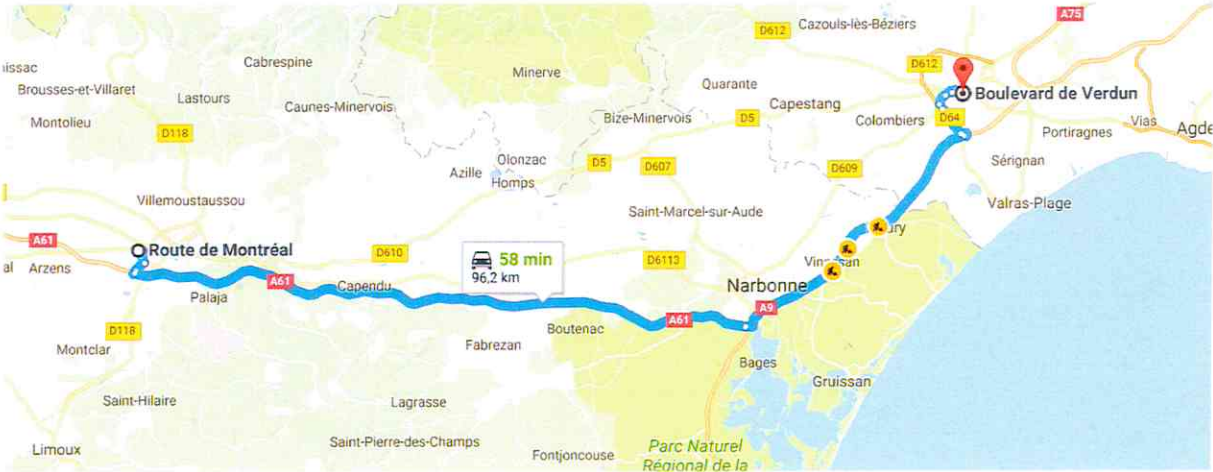 A75
Cazouls-lès-Béziers
D612
D612
Cabrespine
Minerve
Brousses-et-Villaret
Lastours
Quarante
Boulevard de Verdun
Caunes-Minervois
Capestang
Montolieu
Bize-Minervois
D5
Colombiers
D64
Vias
Portiragnes
Agde
D118
Olonzac
D5
D607
D609
Sérignan
Azille
Homps
Villemoustaussou
Saint-Marcel-sur-Aude
Valras-Plage
A61
Route de Montréal
D610
58 min
96,2 km
D6113
Arzens
Palaja
A61
Capendu
Narbonne
A9
D118
Boutenac
A61
Montclar
Fabrezan
Bages
Gruissan
Saint-Hilaire
Lagrasse
Limoux
Saint-Pierre-des-Champs
Fontjoncouse
Parc Naturel
Régional de la